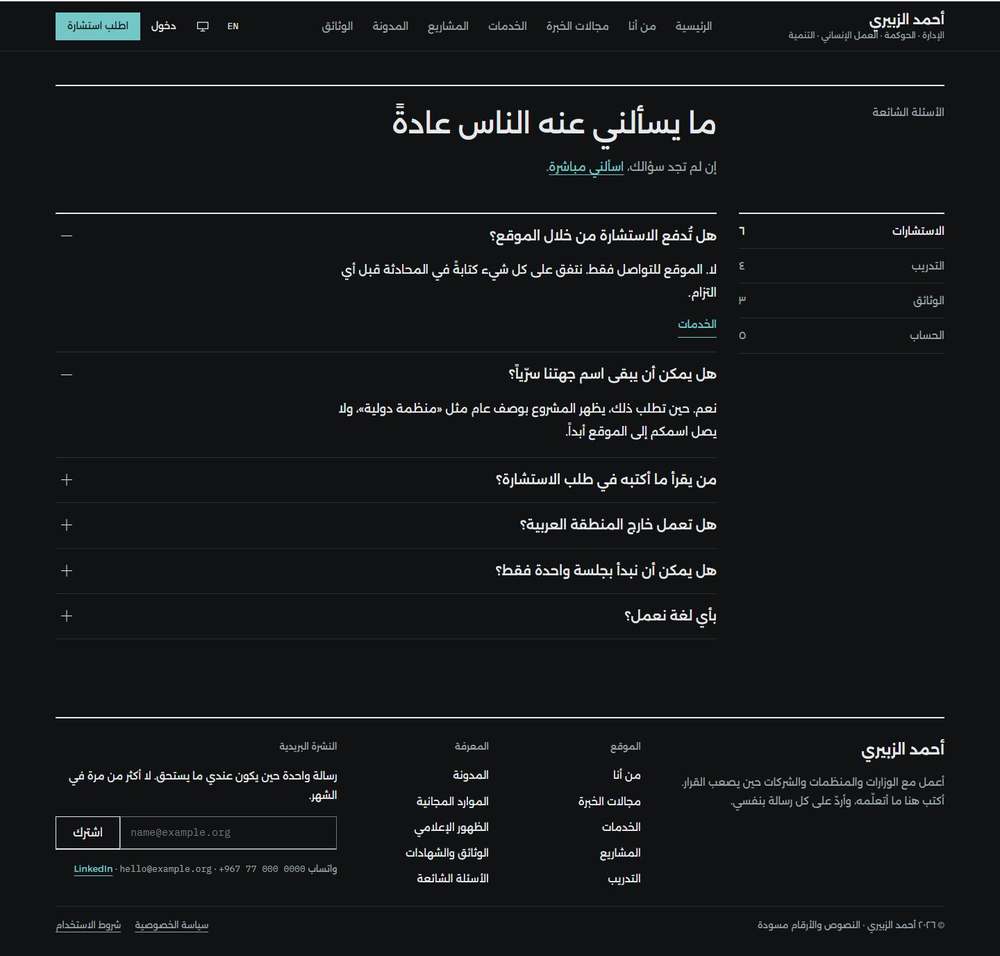 أحمد الزبيري
الإدارة · الحوكمة · العمل الإنساني · التنمية
الرئيسية
من أنا
مجالات الخبرة
الخدمات
المشاريع
المدونة
الوثائق
EN
دخول
اطلب استشارة
الأسئلة الشائعة
ما يسألني عنه الناس عادةً
إن لم تجد سؤالك، اسألني مباشرة.
الاستشارات ٦
التدريب ٤
الوثائق ٣
الحساب ٥
هل تُدفع الاستشارة من خلال الموقع؟
لا. الموقع للتواصل فقط. نتفق على كل شيء كتابةً في المحادثة قبل أي
التزام.
الخدمات
هل يمكن أن يبقى اسم جهتنا سرّياً؟
نعم. حين تطلب ذلك، يظهر المشروع بوصف عام مثل «منظمة دولية»، ولا
يصل اسمكم إلى الموقع أبداً.
من يقرأ ما أكتبه في طلب الاستشارة؟
هل تعمل خارج المنطقة العربية؟
هل يمكن أن نبدأ بجلسة واحدة فقط؟
بأي لغة نعمل؟
أحمد الزبيري
أعمل مع الوزارات والمنظمات والشركات حين يصعب القرار.
أكتب هنا ما أتعلّمه، وأردّ على كل رسالة بنفسي.
الموقع
من أنا
مجالات الخبرة
الخدمات
المشاريع
التدريب
المعرفة
المدونة
الموارد المجانية
الظهور الإعلامي
الوثائق والشهادات
الأسئلة الشائعة
النشرة البريدية
رسالة واحدة حين يكون عندي ما يستحق. لا أكثر من مرة في
الشهر.
name@example.org
اشترك
واتساب ‎+967 77 000 0000 · hello@example.org · LinkedIn
© ٢٠٢٦ أحمد الزبيري · النصوص والأرقام مسودة
سياسة الخصوصية
شروط الاستخدام